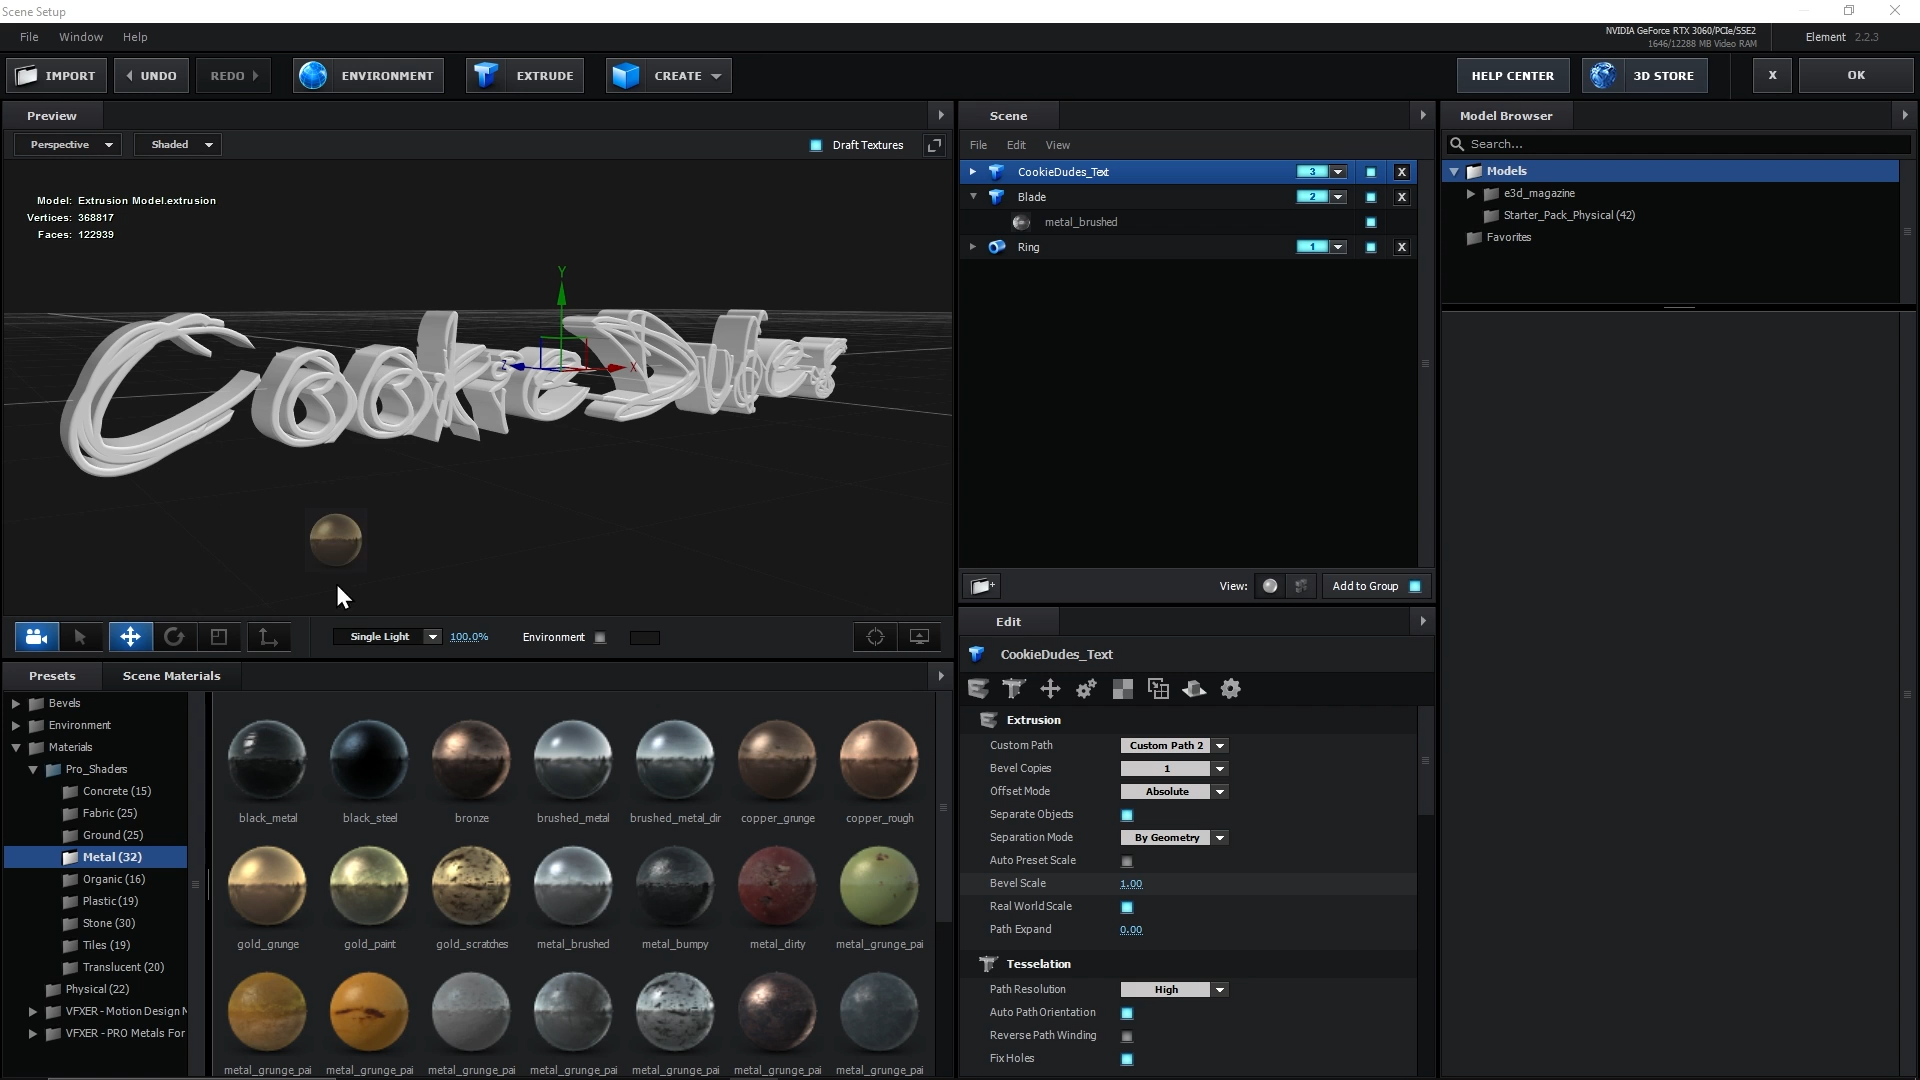 Scene Setup
File Window Help
NVIDIA GeForce RTX 3060/PCIe/SSE2
1646/12288 MB Video RAM
Element 2.2.3
IMPORT UNDO REDO ENVIRONMENT EXTRUDE CREATE HELP CENTER 3D STORE X OK
Preview
Perspective Shaded Draft Textures
Model: Extrusion Model.extrusion
Vertices: 368817
Faces: 122939
Y
Z X
CookieDudes
Single Light 100.0% Environment
Presets Scene Materials
Bevels
Environment
Materials
Pro_Shaders
Concrete (15)
Fabric (25)
Ground (25)
Metal (32)
Organic (16)
Plastic (19)
Stone (30)
Tiles (19)
Translucent (20)
Physical (22)
VFXER - Motion Design M
VFXER - PRO Metals For
black_metal black_steel bronze brushed_metal brushed_metal_dir copper_grunge copper_rough
gold_grunge gold_paint gold_scratches metal_brushed metal_bumpy metal_dirty metal_grunge_pai
metal_grunge_pai metal_grunge_pai metal_grunge_pai metal_grunge_pai metal_grunge_pai metal_grunge_pai metal_grunge_pai
Scene
File Edit View
CookieDudes_Text 3 X
Blade 2 X
metal_brushed
Ring 1 X
View: Add to Group
Edit
CookieDudes_Text
Extrusion
Custom Path Custom Path 2
Bevel Copies 1
Offset Mode Absolute
Separate Objects
Separation Mode By Geometry
Auto Preset Scale
Bevel Scale 1.00
Real World Scale
Path Expand 0.00
Tesselation
Path Resolution High
Auto Path Orientation
Reverse Path Winding
Fix Holes
Model Browser
Search...
Models
e3d_magazine
Starter_Pack_Physical (42)
Favorites